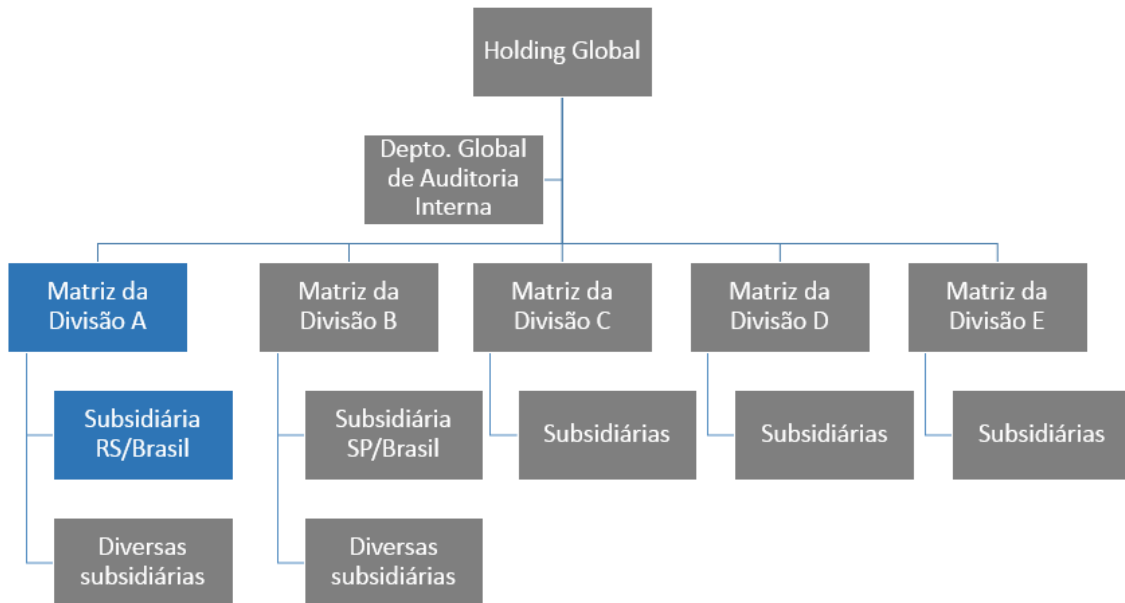 Holding Global
Depto. Global
de Auditoria
Interna
Matriz da
Divisão A
Matriz da
Divisão B
Matriz da
Divisão C
Matriz da
Divisão D
Matriz da
Divisão E
Subsidiária
RS/Brasil
Subsidiária
SP/Brasil
Subsidiárias
Subsidiárias
Subsidiárias
Diversas
subsidiárias
Diversas
subsidiárias